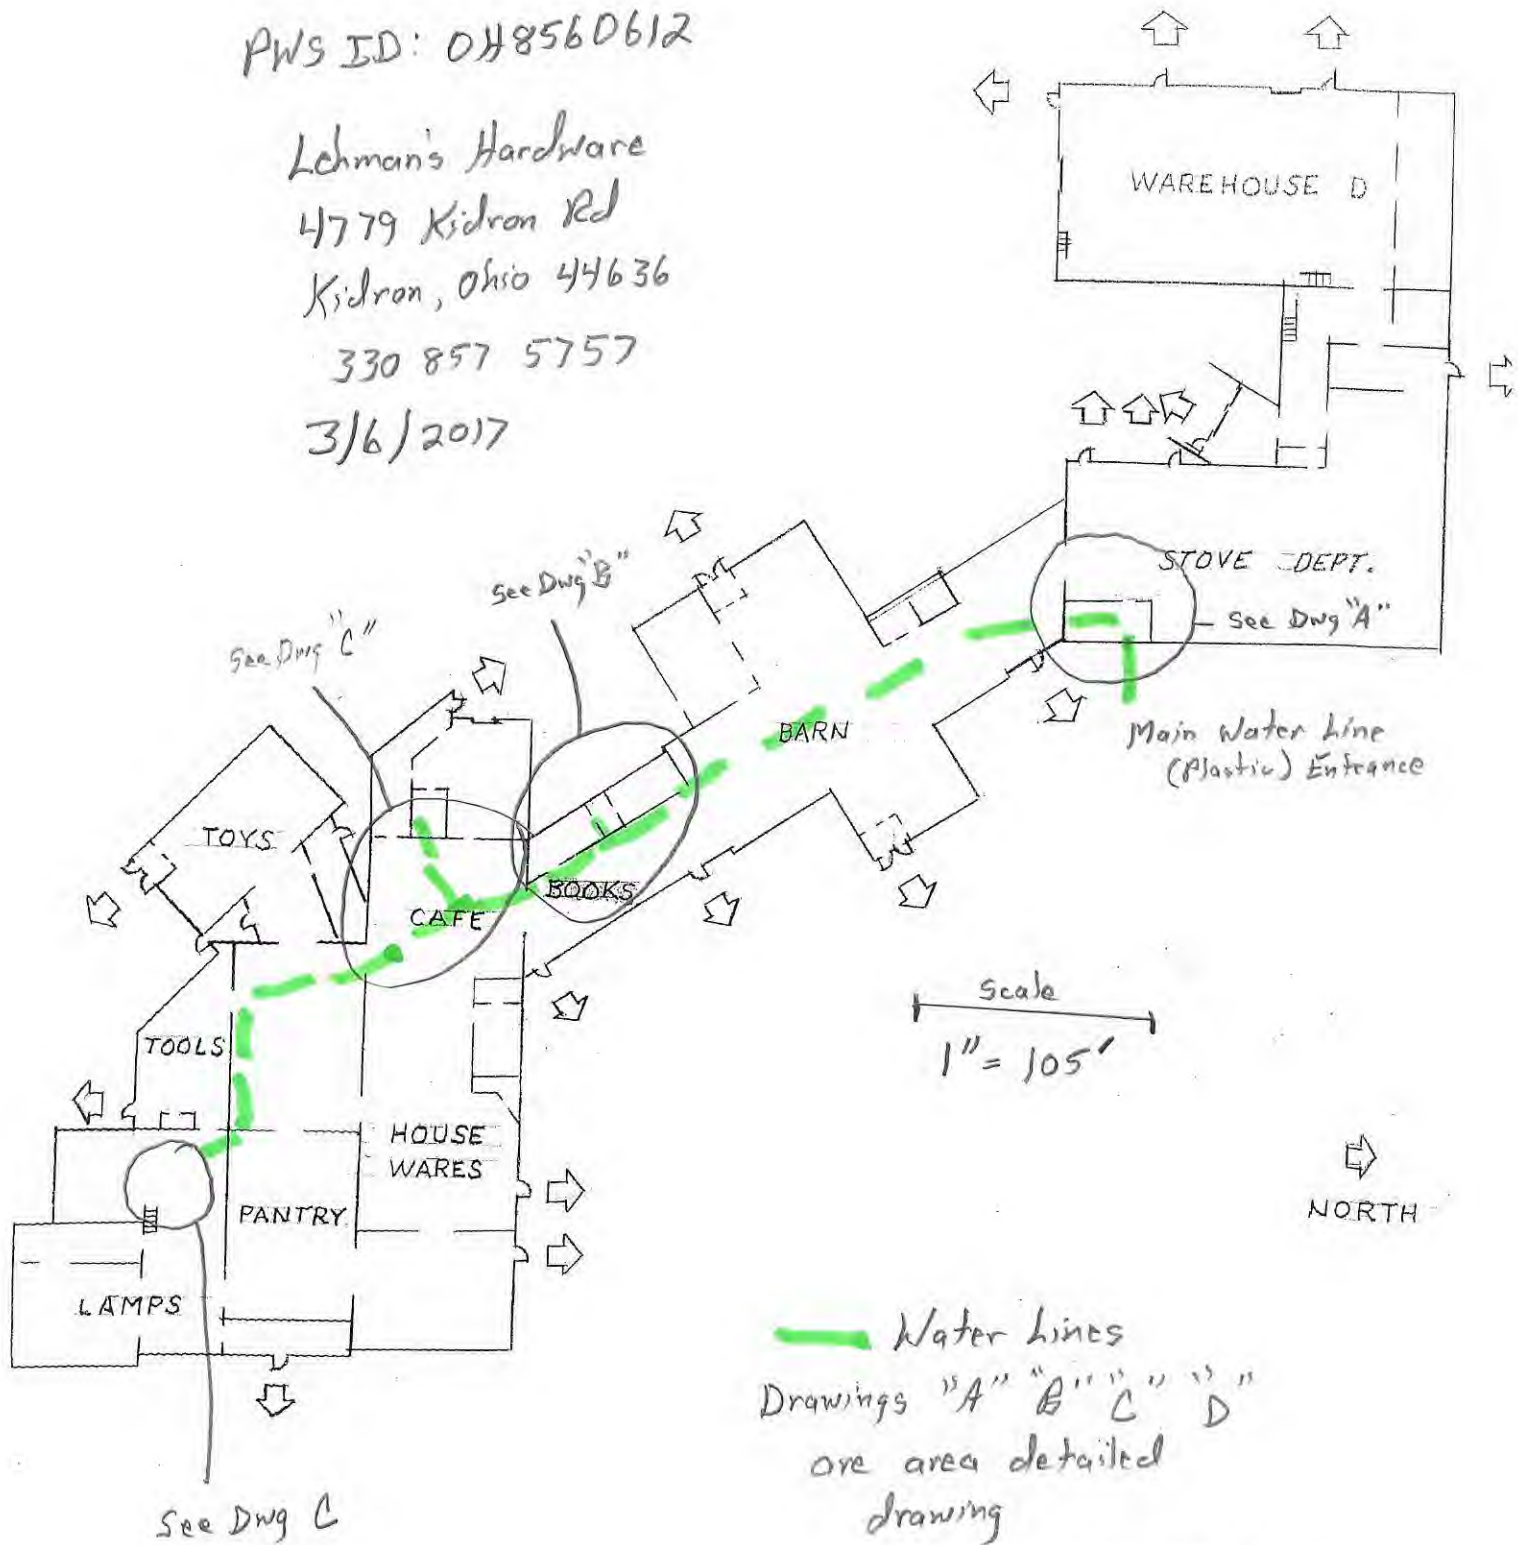 PWS ID: OH8560612
Lehman's Hardware
4779 Kidron Rd
Kidron, Ohio 44636
330 857 5757
3/6/2017
WAREHOUSE D
STOVE DEPT.
See Dwg "A"
See Dwg "B"
See Dwg "C"
Main Water Line
(Plastic) Entrance
BARN
TOYS
BOOKS
CAFE
Scale
1" = 105'
TOOLS
HOUSE
WARES
PANTRY
NORTH
LAMPS
Water Lines
Drawings "A" "B" "C" "D"
are area detailed
drawing
See Dwg C